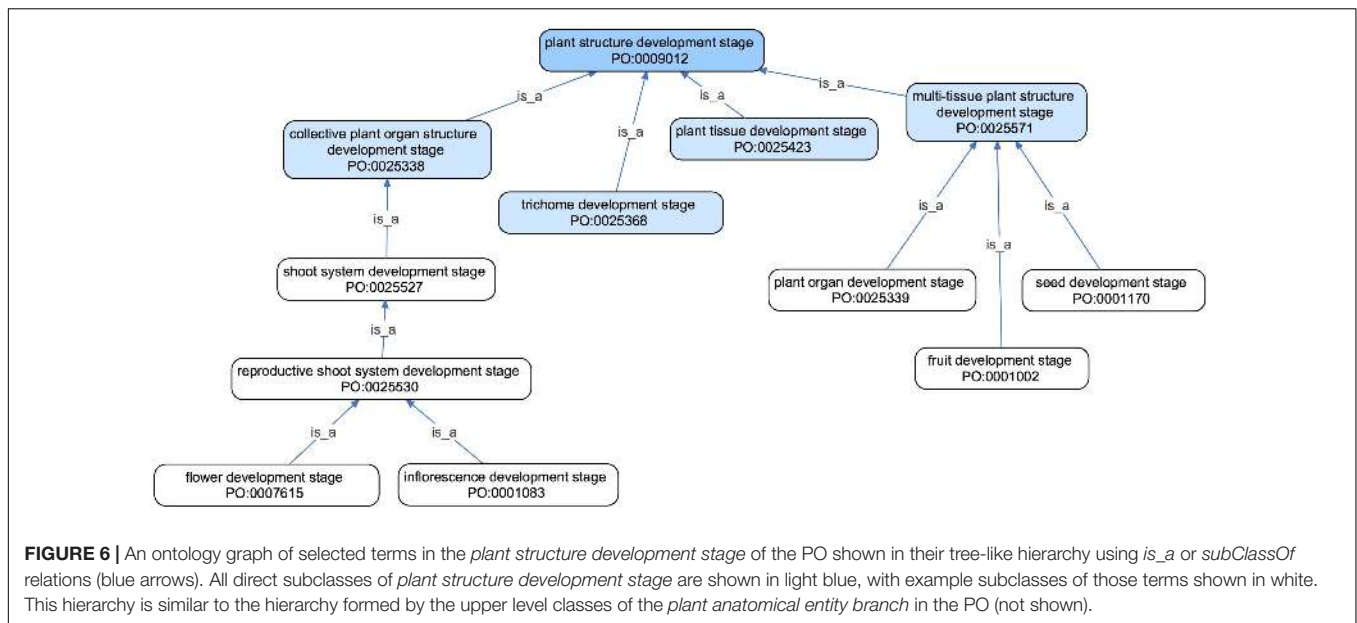 plant structure development stage
PO:0009012
is_a
is_a
is_a
is_a
multi-tissue plant structure
development stage
PO:0025571
collective plant organ structure
development stage
PO:0025338
plant tissue development stage
PO:0025423
trichome development stage
PO:0025368
is_a
is_a
is_a
is_a
shoot system development stage
PO:0025527
plant organ development stage
PO:0025339
seed development stage
PO:0001170
is_a
reproductive shoot system development stage
PO:0025530
fruit development stage
PO:0001002
is_a
is_a
flower development stage
PO:0007615
inflorescence development stage
PO:0001083
FIGURE 6 | An ontology graph of selected terms in the plant structure development stage of the PO shown in their tree-like hierarchy using is_a or subClassOf
relations (blue arrows). All direct subclasses of plant structure development stage are shown in light blue, with example subclasses of those terms shown in white.
This hierarchy is similar to the hierarchy formed by the upper level classes of the plant anatomical entity branch in the PO (not shown).